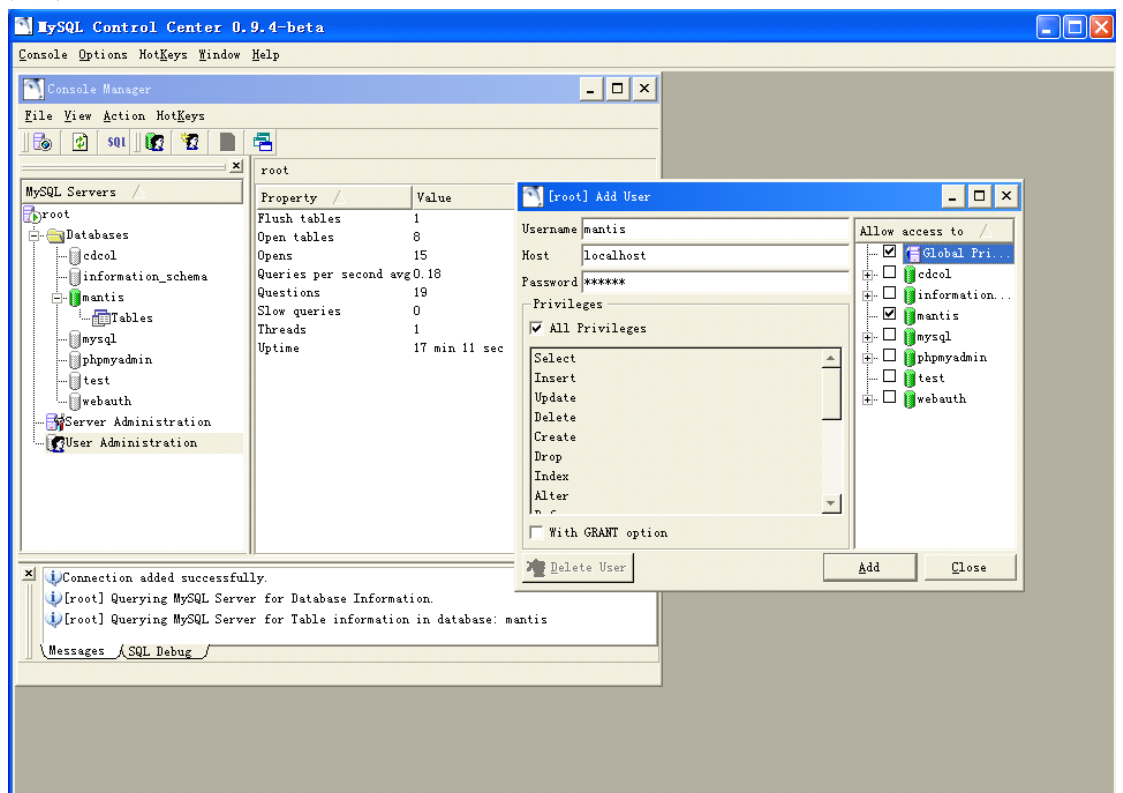 MySQL Control Center 0.9.4-beta
Console Options HotKeys Window Help
Console Manager
File View Action HotKeys
SQL
MySQL Servers
root
Databases
cdcol
information_schema
mantis
Tables
mysql
phpmyadmin
test
webauth
Server Administration
User Administration
root
Property Value
Flush tables 1
Open tables 8
Opens 15
Queries per second avg 0.18
Questions 19
Slow queries 0
Threads 1
Uptime 17 min 11 sec
[root] Add User
Username mantis
Host localhost
Password ******
Privileges
All Privileges
Select
Insert
Update
Delete
Create
Drop
Index
Alter
With GRANT option
Delete User
Allow access to
Global Pri...
cdcol
information...
mantis
mysql
phpmyadmin
test
webauth
Add Close
Connection added successfully.
[root] Querying MySQL Server for Database Information.
[root] Querying MySQL Server for Table information in database: mantis
Messages SQL Debug